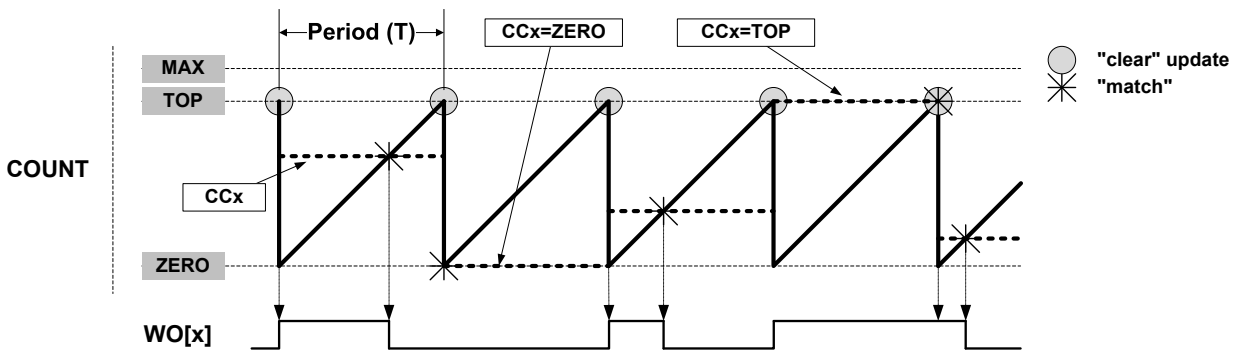 Period (T)
CCx=ZERO
CCx=TOP
"clear" update
"match"
MAX
TOP
COUNT
CCx
ZERO
WO[x]